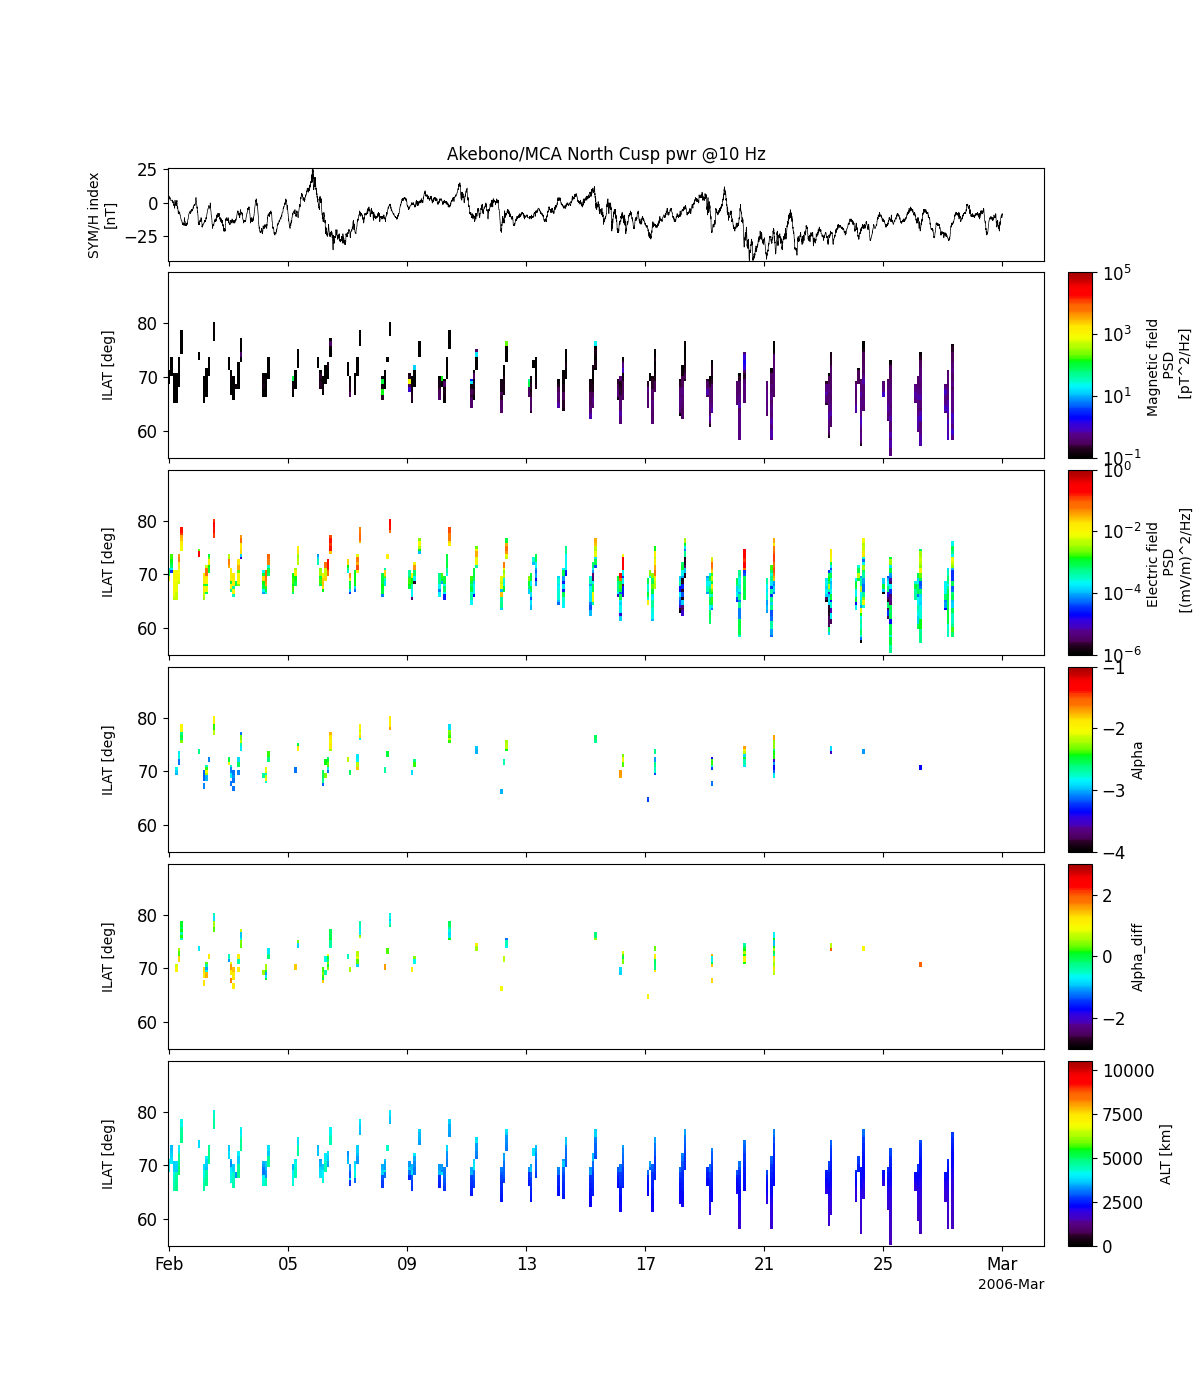 Akebono/MCA North Cusp pwr @10 Hz
SYM/H index
[nT]
25
0
−25
ILAT [deg]
80
70
60
10^5
10^3
10^1
10^−1
Magnetic field
PSD
[pT^2/Hz]
ILAT [deg]
80
70
60
10^0
10^−2
10^−4
10^−6
Electric field
PSD
[(mV/m)^2/Hz]
ILAT [deg]
80
70
60
−1
−2
−3
−4
Alpha
ILAT [deg]
80
70
60
2
0
−2
Alpha_diff
ILAT [deg]
80
70
60
10000
7500
5000
2500
0
ALT [km]
Feb 05 09 13 17 21 25 Mar
2006-Mar